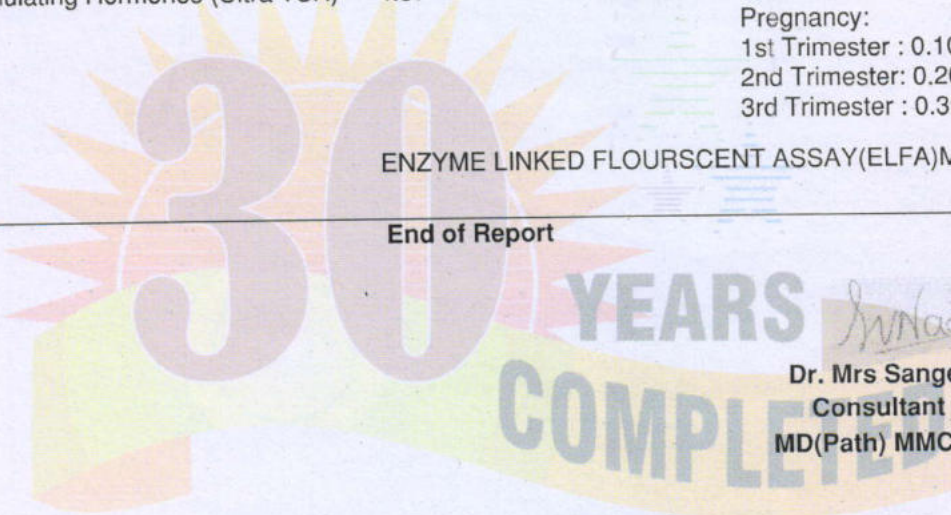 Pregnancy:
1st Trimester : 0.10
2nd Trimester: 0.20
3rd Trimester : 0.3
ENZYME LINKED FLOURSCENT ASSAY(ELFA)M
End of Report
30
YEARS
COMPLETED
Dr. Mrs Sange
Consultant
MD(Path) MMC